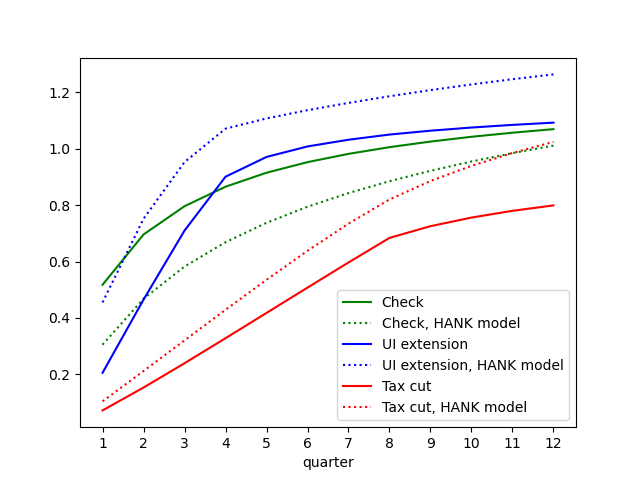 1.2
1.0
0.8
0.6
0.4
0.2
Check
Check, HANK model
UI extension
UI extension, HANK model
Tax cut
Tax cut, HANK model
1 2 3 4 5 6 7 8 9 10 11 12
quarter